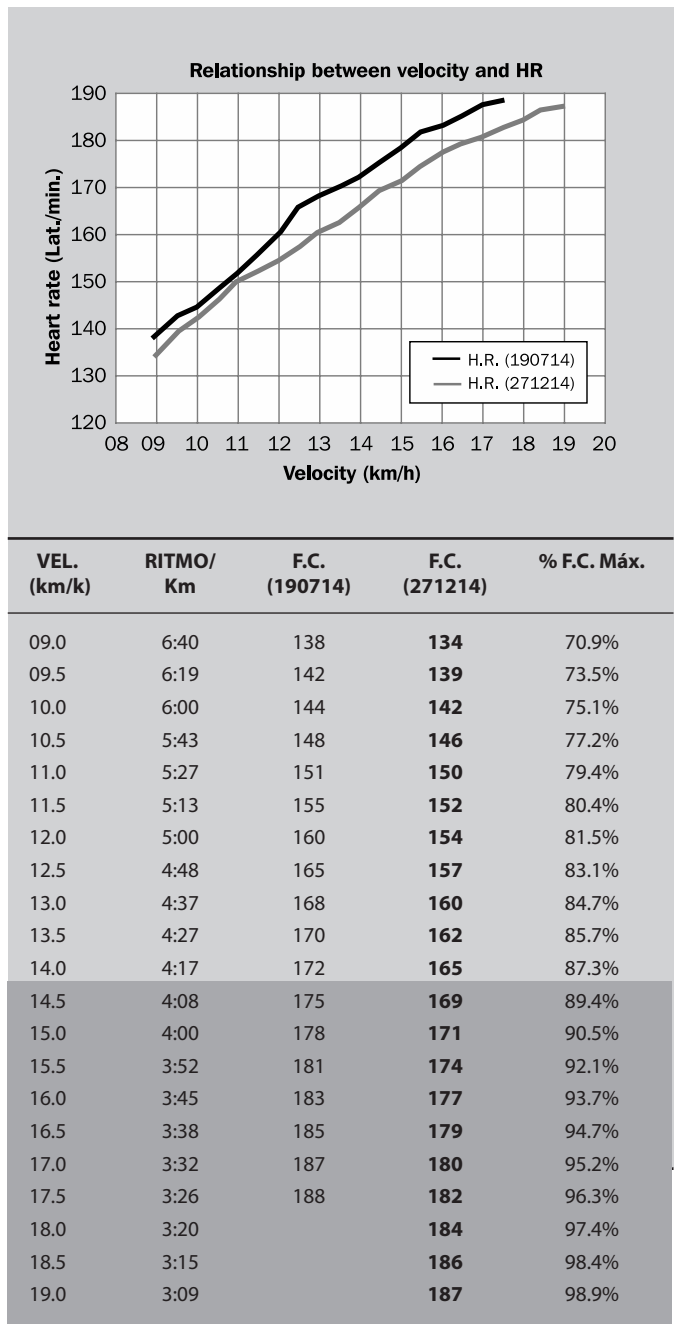 Relationship between velocity and HR
190
180
170
160
150
140
130
120
Heart rate (Lat./min.)
H.R. (190714)
H.R. (271214)
08 09 10 11 12 13 14 15 16 17 18 19 20
Velocity (km/h)
VEL. RITMO/ F.C. F.C. % F.C. Máx.
(km/k) Km (190714) (271214)
09.0 6:40 138 134 70.9%
09.5 6:19 142 139 73.5%
10.0 6:00 144 142 75.1%
10.5 5:43 148 146 77.2%
11.0 5:27 151 150 79.4%
11.5 5:13 155 152 80.4%
12.0 5:00 160 154 81.5%
12.5 4:48 165 157 83.1%
13.0 4:37 168 160 84.7%
13.5 4:27 170 162 85.7%
14.0 4:17 172 165 87.3%
14.5 4:08 175 169 89.4%
15.0 4:00 178 171 90.5%
15.5 3:52 181 174 92.1%
16.0 3:45 183 177 93.7%
16.5 3:38 185 179 94.7%
17.0 3:32 187 180 95.2%
17.5 3:26 188 182 96.3%
18.0 3:20 184 97.4%
18.5 3:15 186 98.4%
19.0 3:09 187 98.9%